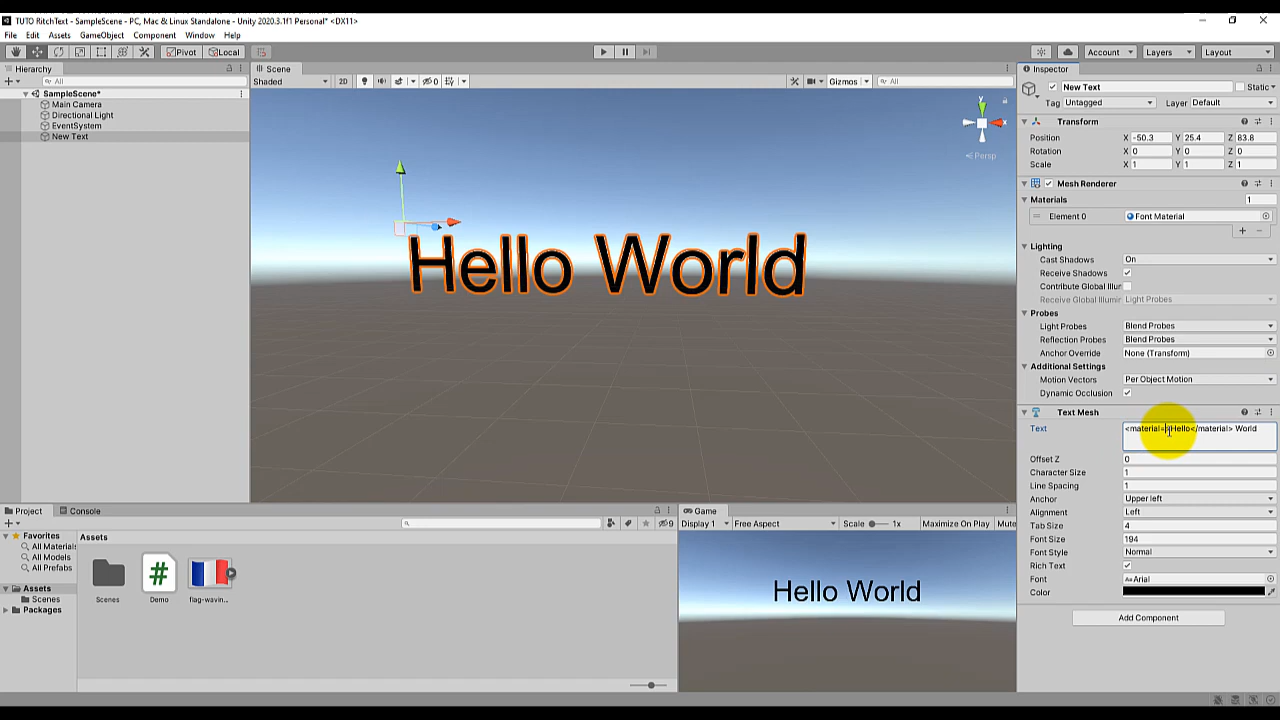 TUTO RitchText - SampleScene - PC, Mac & Linux Standalone - Unity 2020.3.1f1 Personal* <DX11>
File Edit Assets GameObject Component Window Help
Pivot Local Account Layers Layout
Hierarchy
All
SampleScene*
Main Camera
Directional Light
EventSystem
New Text
Scene
Shaded 2D Gizmos All
y
x
Persp
Hello World
Inspector
New Text Static
Tag Untagged Layer Default
Transform
Position X -50.3 Y 25.4 Z 83.8
Rotation X 0 Y 0 Z 0
Scale X 1 Y 1 Z 1
Mesh Renderer
Materials 1
Element 0 Font Material
Lighting
Cast Shadows On
Receive Shadows
Contribute Global Illur
Receive Global Illumir Light Probes
Probes
Light Probes Blend Probes
Reflection Probes Blend Probes
Anchor Override None (Transform)
Additional Settings
Motion Vectors Per Object Motion
Dynamic Occlusion
Text Mesh
Text <material=>Hello</material> World
Offset Z 0
Character Size 1
Line Spacing 1
Anchor Upper left
Alignment Left
Tab Size 4
Font Size 194
Font Style Normal
Rich Text
Font Arial
Color
Add Component
Project Console
9
Favorites
All Materials
All Models
All Prefabs
Assets
Scenes
Packages
Assets
Scenes
Demo
flag-wavin...
Game
Display 1 Free Aspect Scale 1x Maximize On Play Mute
Hello World